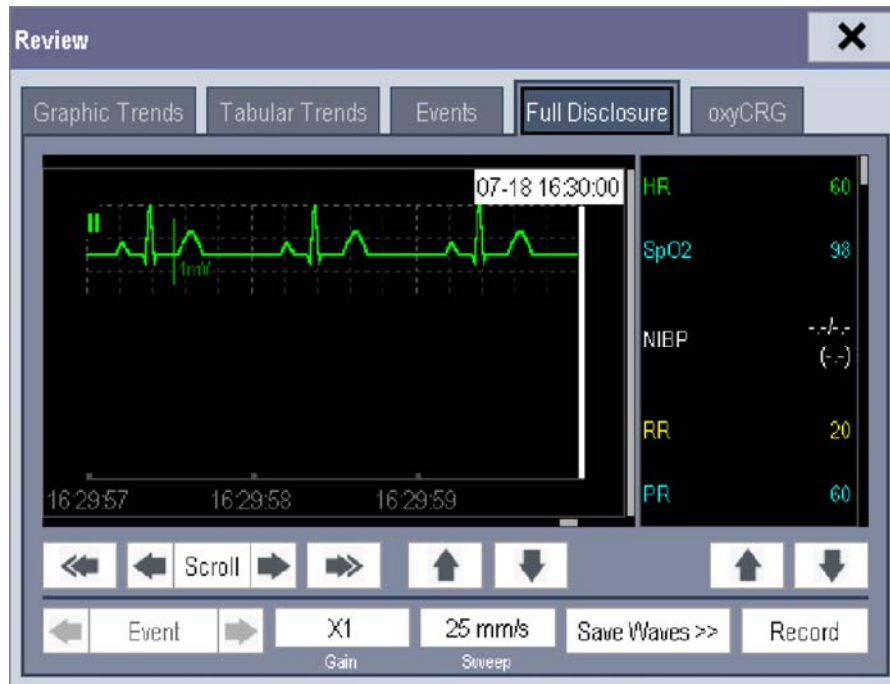 Review
Graphic Trends
Tabular Trends
Events
Full Disclosure
oxyCRG
07-18 16:30:00
II
1mV
16:29:57
16:29:58
16:29:59
HR 60
SpO2 98
NIBP -.-/-.-
(-.-)
RR 20
PR 60
Scroll
Event
X1
25 mm/s
Save Waves >>
Record
Gain
Sweep